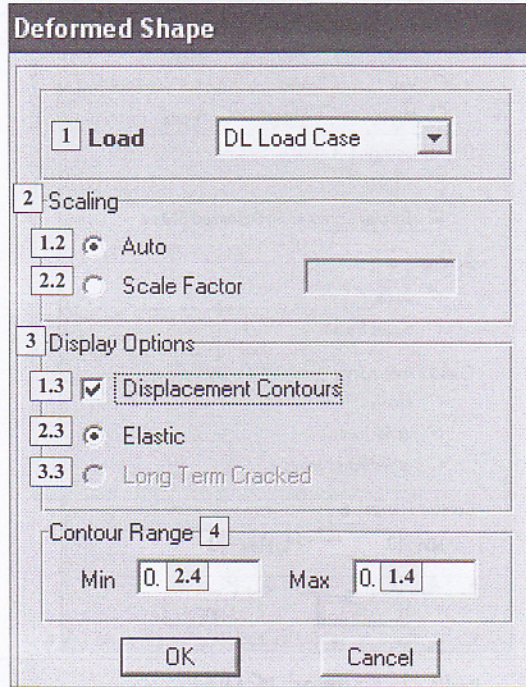 Deformed Shape
1 Load DL Load Case
2 Scaling
1.2 Auto
2.2 Scale Factor
3 Display Options
1.3 Displacement Contours
2.3 Elastic
3.3 Long Term Cracked
Contour Range 4
Min 0. 2.4 Max 0. 1.4
OK Cancel